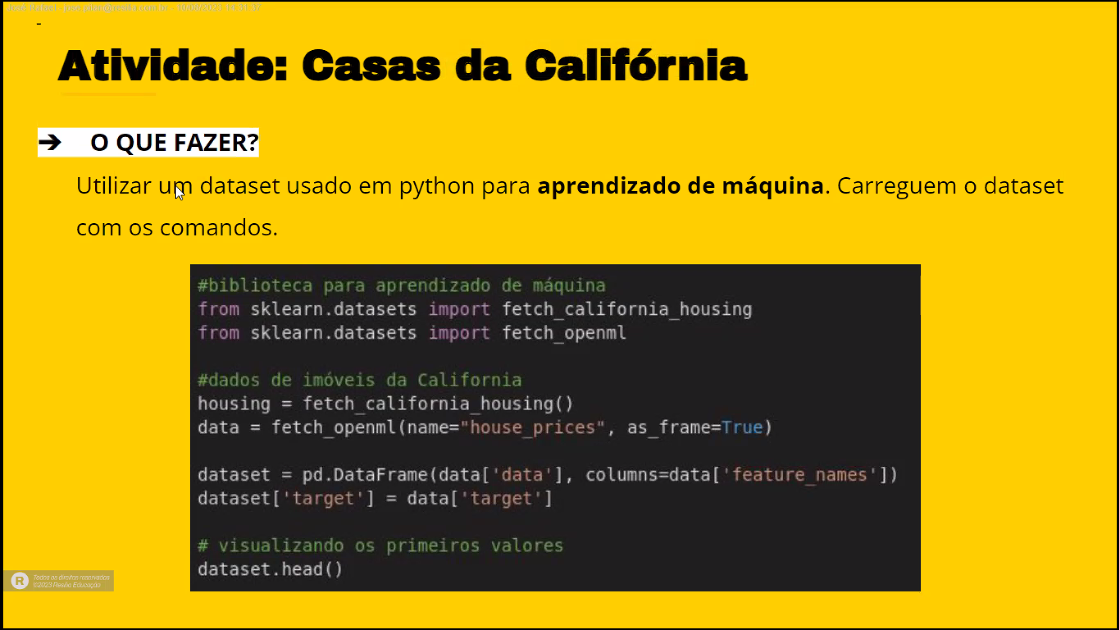 Atividade: Casas da Califórnia
➔ O QUE FAZER?
Utilizar um dataset usado em python para aprendizado de máquina. Carreguem o dataset
com os comandos.
#biblioteca para aprendizado de máquina
from sklearn.datasets import fetch_california_housing
from sklearn.datasets import fetch_openml
#dados de imóveis da California
housing = fetch_california_housing()
data = fetch_openml(name="house_prices", as_frame=True)
dataset = pd.DataFrame(data['data'], columns=data['feature_names'])
dataset['target'] = data['target']
# visualizando os primeiros valores
dataset.head()
R
Todos os direitos reservados
©2023 Resilia Educação